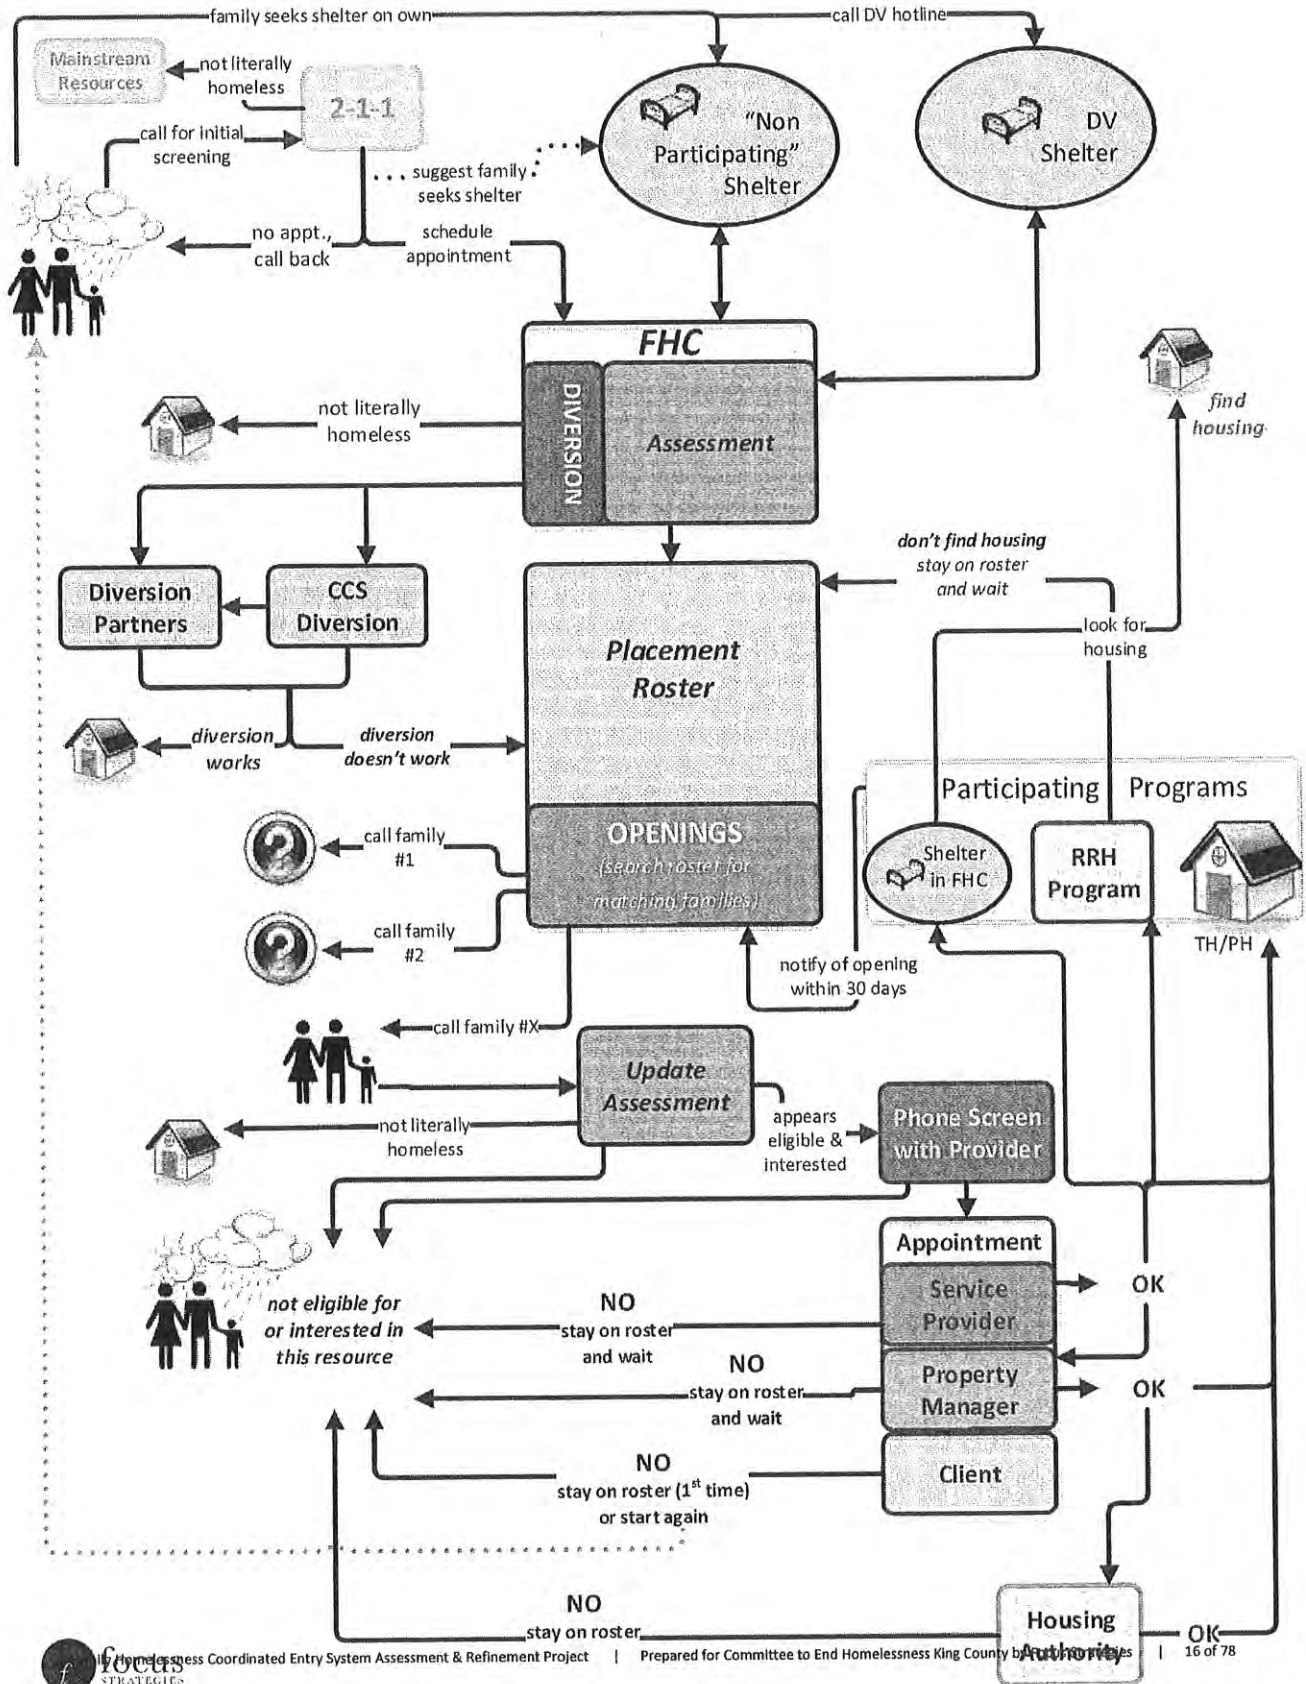 family seeks shelter on own
call DV hotline
Mainstream
Resources
not literally
homeless
2-1-1
call for initial
screening
"Non
Participating"
Shelter
DV
Shelter
suggest family
seeks shelter
no appt.,
call back
schedule
appointment
FHC
DIVERSION
Assessment
not literally
homeless
find
housing
don't find housing
stay on roster
and wait
Diversion
Partners
CCS
Diversion
look for
housing
Placement
Roster
diversion
works
diversion
doesn't work
Participating Programs
OPENINGS
(search roster for
matching families)
call family
#1
Shelter
in FHC
RRH
Program
call family
#2
TH/PH
notify of opening
within 30 days
call family #X
Update
Assessment
appears
eligible &
interested
Phone Screen
with Provider
not literally
homeless
Appointment
Service
Provider
OK
not eligible for
or interested in
this resource
NO
stay on roster
and wait
NO
stay on roster
and wait
Property
Manager
OK
NO
stay on roster (1st time)
or start again
Client
NO
stay on roster
Housing
Authority
OK
focus
STRATEGIES
Homelessness Coordinated Entry System Assessment & Refinement Project | Prepared for Committee to End Homelessness King County by Focus Strategies | 16 of 78